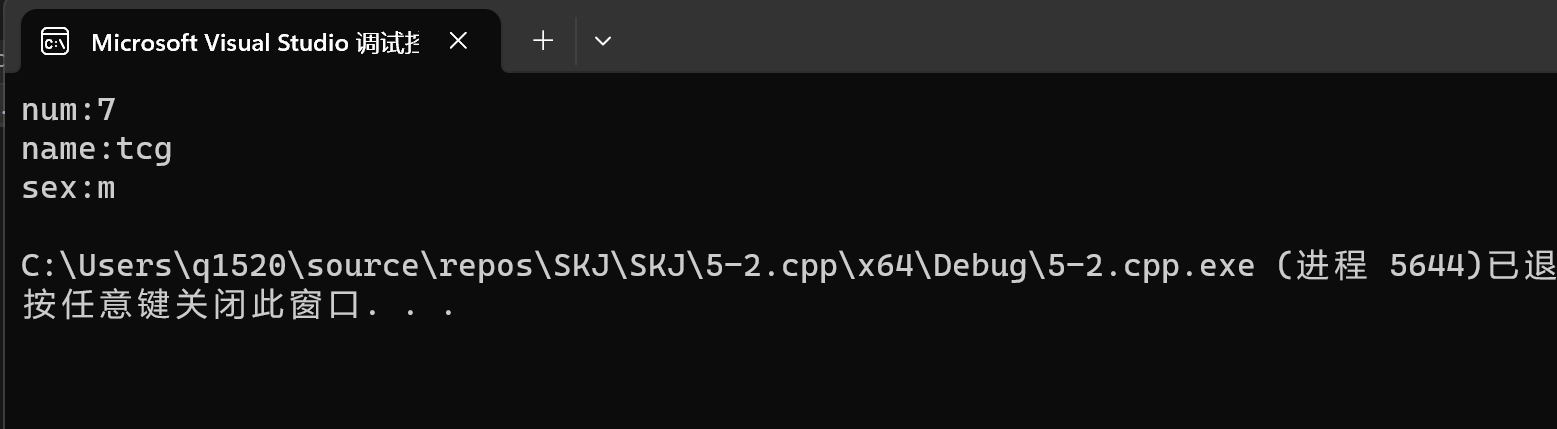 Microsoft Visual Studio 调试控
num:7
name:tcg
sex:m
C:\Users\q1520\source\repos\SKJ\SKJ\5-2.cpp\x64\Debug\5-2.cpp.exe (进程 5644)已退
按任意键关闭此窗口. . .